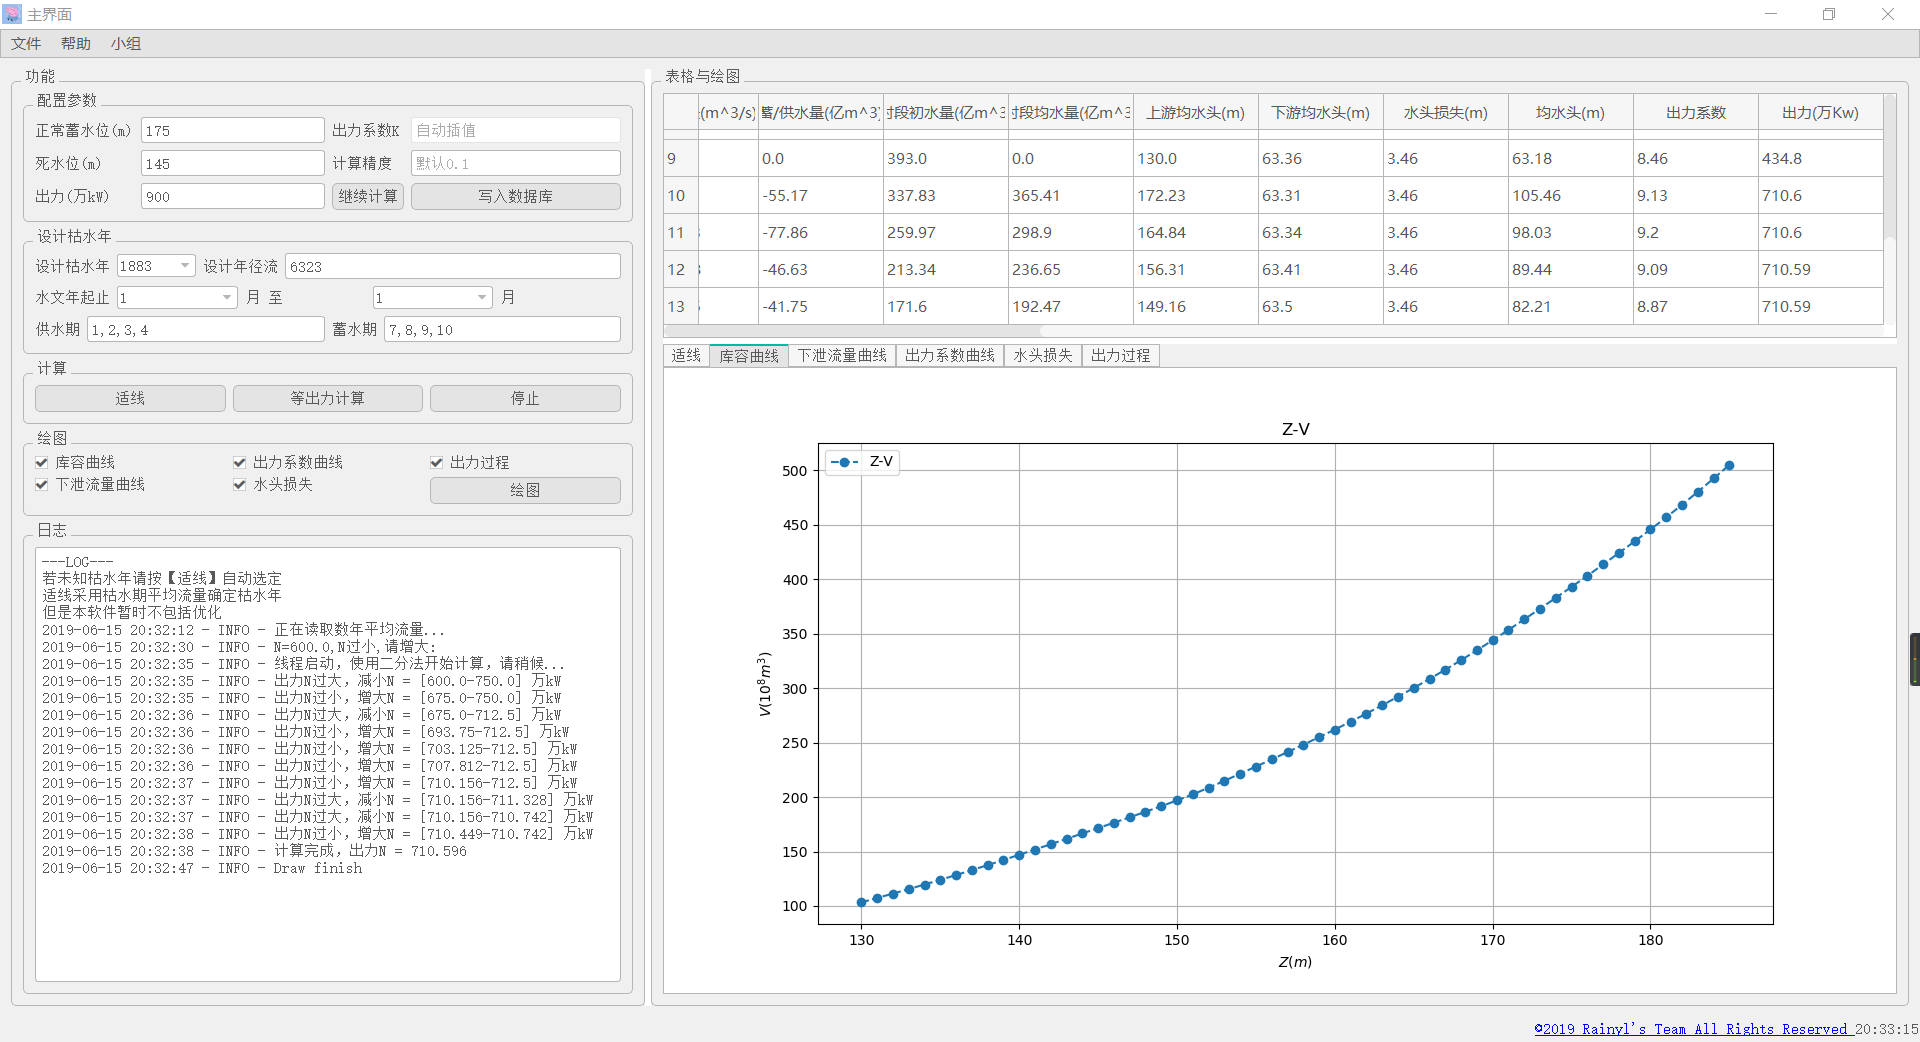 主界面
文件 帮助 小组
功能
配置参数
正常蓄水位(m) 175 出力系数K 自动插值
死水位(m) 145 计算精度 默认0.1
出力(万kW) 900 继续计算 写入数据库
设计枯水年
设计枯水年 1883 设计年径流 6323
水文年起止 1 月 至 1 月
供水期 1,2,3,4 蓄水期 7,8,9,10
计算
适线 等出力计算 停止
绘图
库容曲线 出力系数曲线 出力过程
下泄流量曲线 水头损失 绘图
日志
---LOG---
若未知枯水年请按【适线】自动选定
适线采用枯水期平均流量确定枯水年
但是本软件暂时不包括优化
2019-06-15 20:32:12 - INFO - 正在读取数年平均流量...
2019-06-15 20:32:30 - INFO - N=600.0,N过小,请增大:
2019-06-15 20:32:35 - INFO - 线程启动, 使用二分法开始计算, 请稍候...
2019-06-15 20:32:35 - INFO - 出力N过大, 减小N = [600.0-750.0] 万kW
2019-06-15 20:32:35 - INFO - 出力N过小, 增大N = [675.0-750.0] 万kW
2019-06-15 20:32:36 - INFO - 出力N过大, 减小N = [675.0-712.5] 万kW
2019-06-15 20:32:36 - INFO - 出力N过小, 增大N = [693.75-712.5] 万kW
2019-06-15 20:32:36 - INFO - 出力N过小, 增大N = [703.125-712.5] 万kW
2019-06-15 20:32:36 - INFO - 出力N过小, 增大N = [707.812-712.5] 万kW
2019-06-15 20:32:37 - INFO - 出力N过小, 增大N = [710.156-712.5] 万kW
2019-06-15 20:32:37 - INFO - 出力N过大, 减小N = [710.156-711.328] 万kW
2019-06-15 20:32:37 - INFO - 出力N过大, 减小N = [710.156-710.742] 万kW
2019-06-15 20:32:38 - INFO - 出力N过小, 增大N = [710.449-710.742] 万kW
2019-06-15 20:32:38 - INFO - 计算完成, 出力N = 710.596
2019-06-15 20:32:47 - INFO - Draw finish
表格与绘图
(m^3/s) 蓄/供水量(亿m^3) 时段初水量(亿m^3 时段均水量(亿m^3 上游均水头(m) 下游均水头(m) 水头损失(m) 均水头(m) 出力系数 出力(万Kw)
9 0.0 393.0 0.0 130.0 63.36 3.46 63.18 8.46 434.8
10 -55.17 337.83 365.41 172.23 63.31 3.46 105.46 9.13 710.6
11 -77.86 259.97 298.9 164.84 63.34 3.46 98.03 9.2 710.6
12 -46.63 213.34 236.65 156.31 63.41 3.46 89.44 9.09 710.59
13 -41.75 171.6 192.47 149.16 63.5 3.46 82.21 8.87 710.59
适线 库容曲线 下泄流量曲线 出力系数曲线 水头损失 出力过程
Z-V
Z-V
500
450
400
350
300
250
200
150
100
V(10^8m^3)
130 140 150 160 170 180
Z(m)
©2019 Rainyl's Team All Rights Reserved 20:33:15